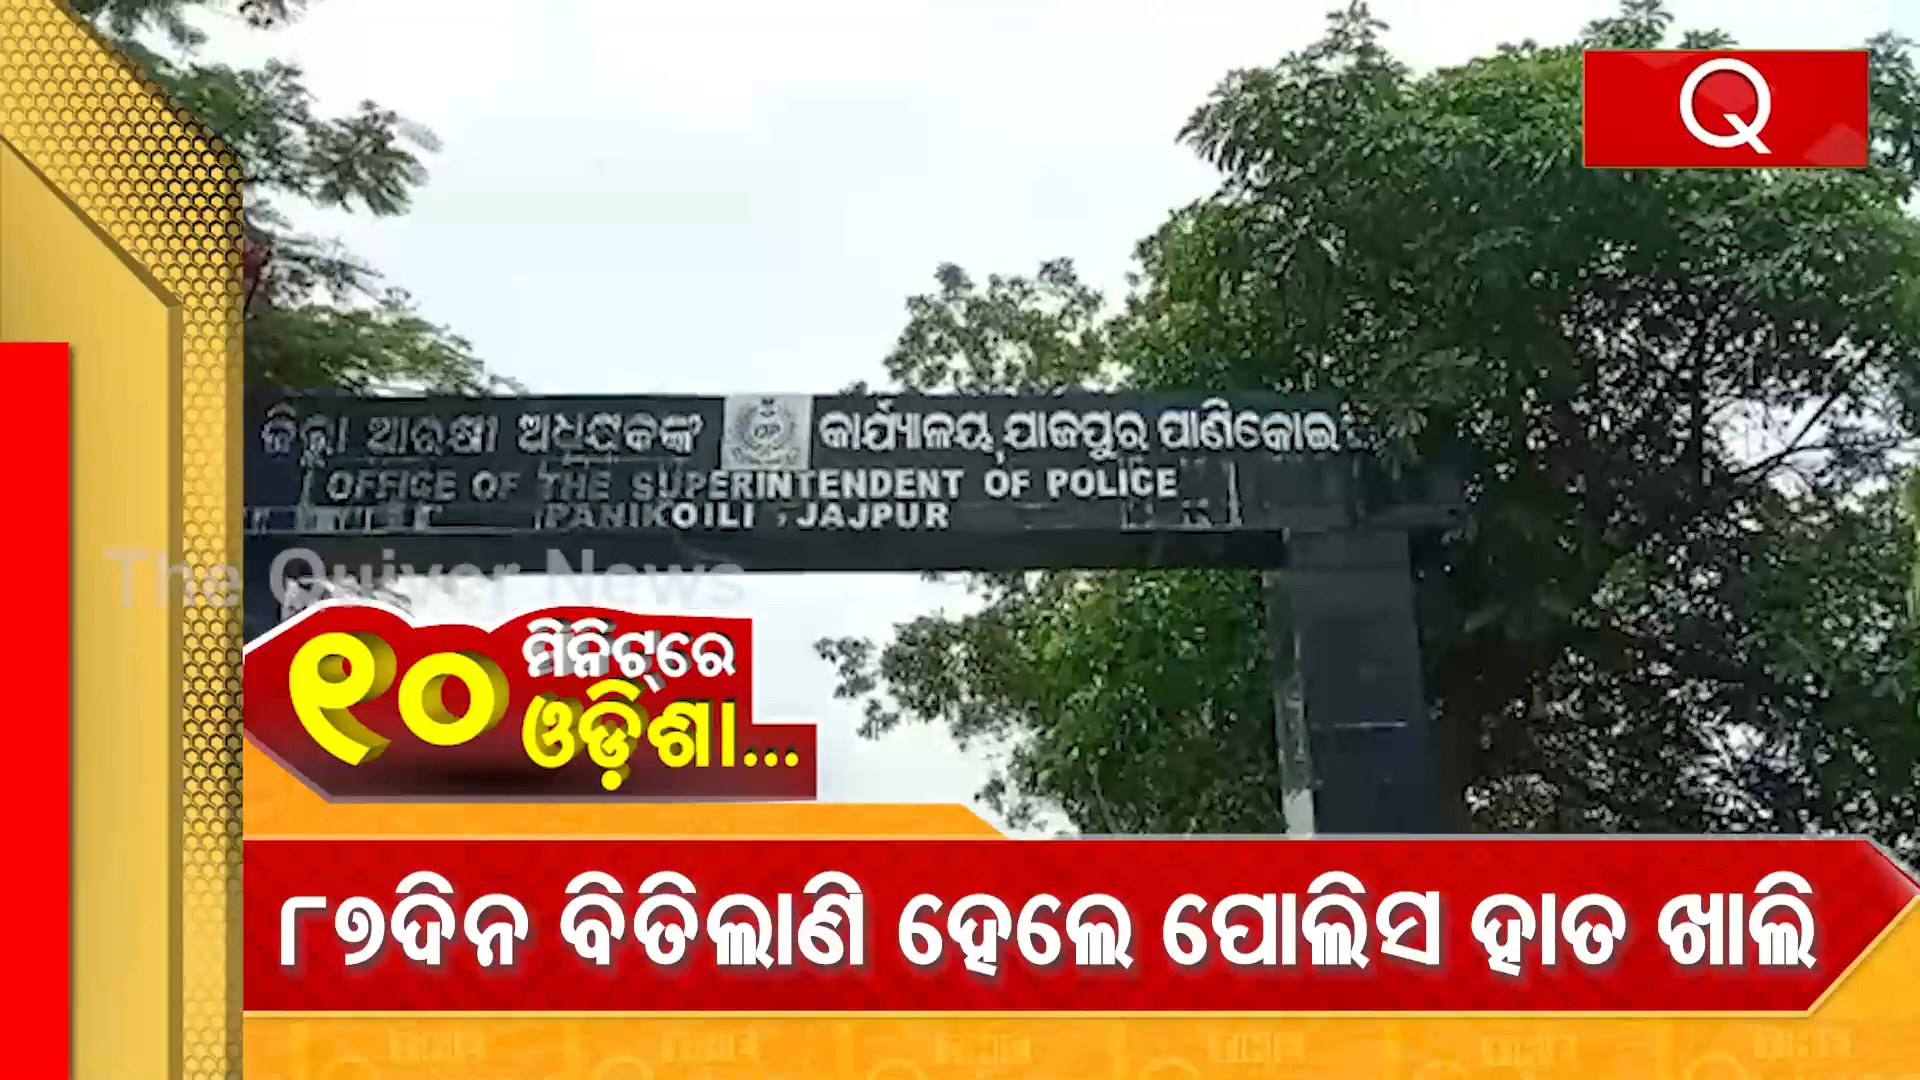 Q
ଜିଲ୍ଲା ଆରକ୍ଷୀ ଅଧିକ୍ଷକଙ୍କ କାର୍ଯ୍ୟାଳୟ, ଯାଜପୁର ପାଣିକୋଇଲି
OFFICE OF THE SUPERINTENDENT OF POLICE
PANIKOILI, JAJPUR
The Quiver News
୧୦ ମିନିଟ୍‌ରେ
ଓଡ଼ିଶା...
୮୭ଦିନ ବିତିଲାଣି ହେଲେ ପୋଲିସ ହାତ ଖାଲି